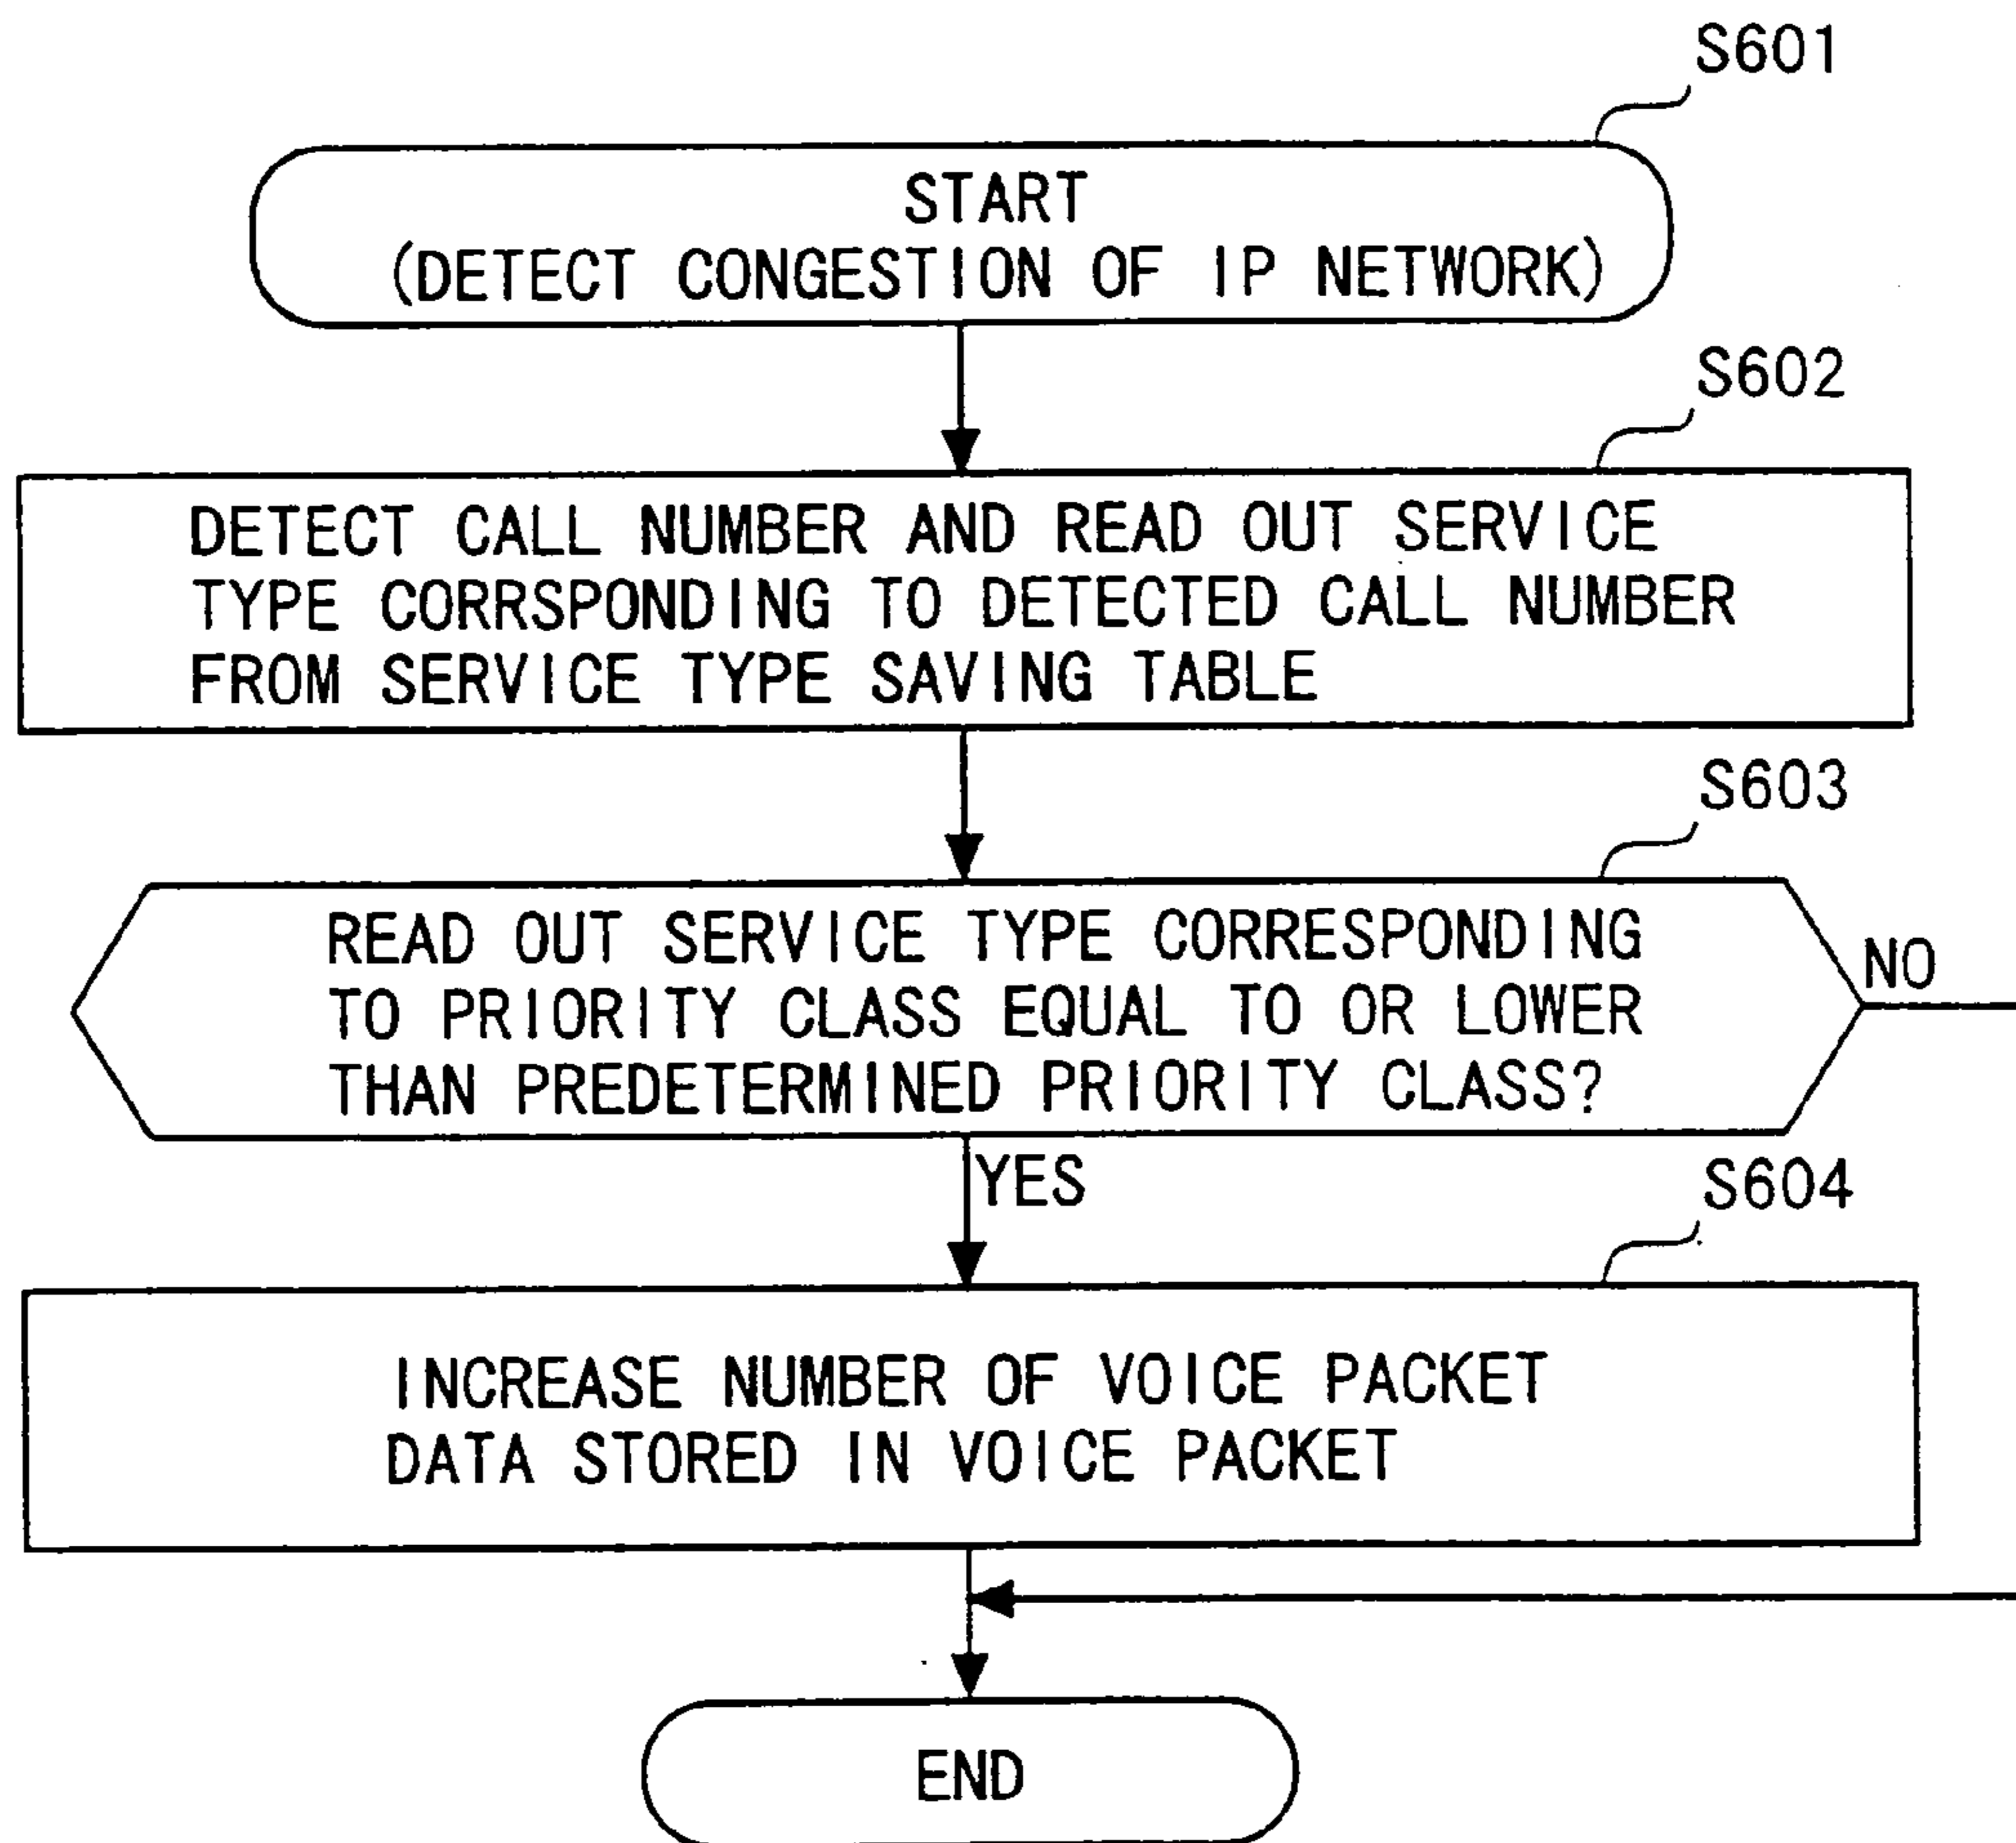 S601
START
(DETECT CONGESTION OF IP NETWORK)
S602
DETECT CALL NUMBER AND READ OUT SERVICE
TYPE CORRSPONDING TO DETECTED CALL NUMBER
FROM SERVICE TYPE SAVING TABLE
S603
READ OUT SERVICE TYPE CORRESPONDING
TO PRIORITY CLASS EQUAL TO OR LOWER
THAN PREDETERMINED PRIORITY CLASS?
NO
YES
S604
INCREASE NUMBER OF VOICE PACKET
DATA STORED IN VOICE PACKET
END